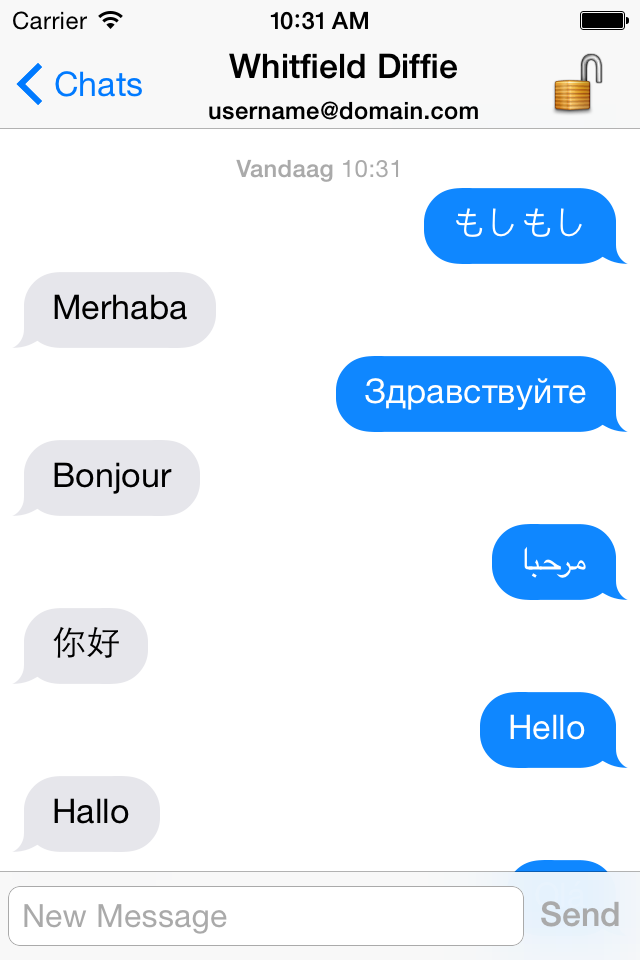 Carrier 10:31 AM
Chats
Whitfield Diffie
username@domain.com
Vandaag 10:31
もしもし
Merhaba
Здравствуйте
Bonjour
مرحبا
你好
Hello
Hallo
New Message
Send